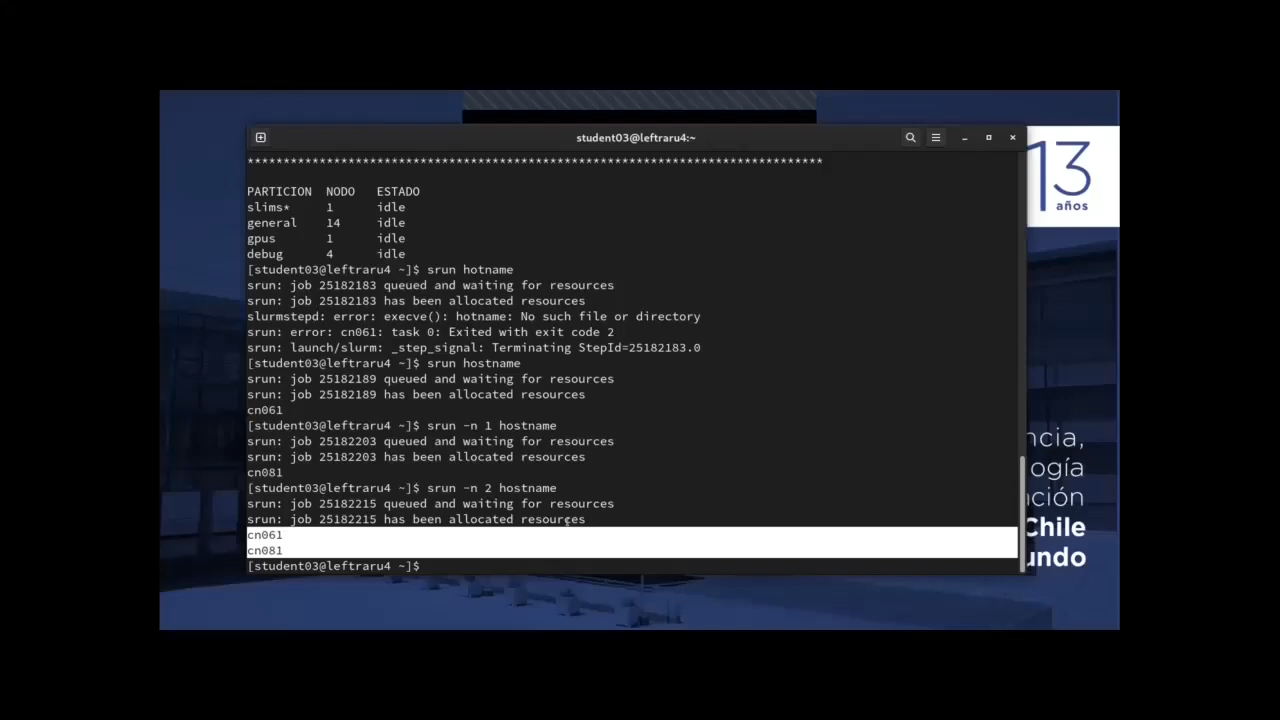 student03@leftraru4:~
********************************************************************************
PARTICION NODO ESTADO
slims* 1 idle
general 14 idle
gpus 1 idle
debug 4 idle
[student03@leftraru4 ~]$ srun hotname
srun: job 25182183 queued and waiting for resources
srun: job 25182183 has been allocated resources
slurmstepd: error: execve(): hotname: No such file or directory
srun: error: cn061: task 0: Exited with exit code 2
srun: launch/slurm: _step_signal: Terminating StepId=25182183.0
[student03@leftraru4 ~]$ srun hostname
srun: job 25182189 queued and waiting for resources
srun: job 25182189 has been allocated resources
cn061
[student03@leftraru4 ~]$ srun -n 1 hostname
srun: job 25182203 queued and waiting for resources
srun: job 25182203 has been allocated resources
cn081
[student03@leftraru4 ~]$ srun -n 2 hostname
srun: job 25182215 queued and waiting for resources
srun: job 25182215 has been allocated resources
cn061
cn081
[student03@leftraru4 ~]$
13
años
ncia,
ogía
nción
Chile
undo